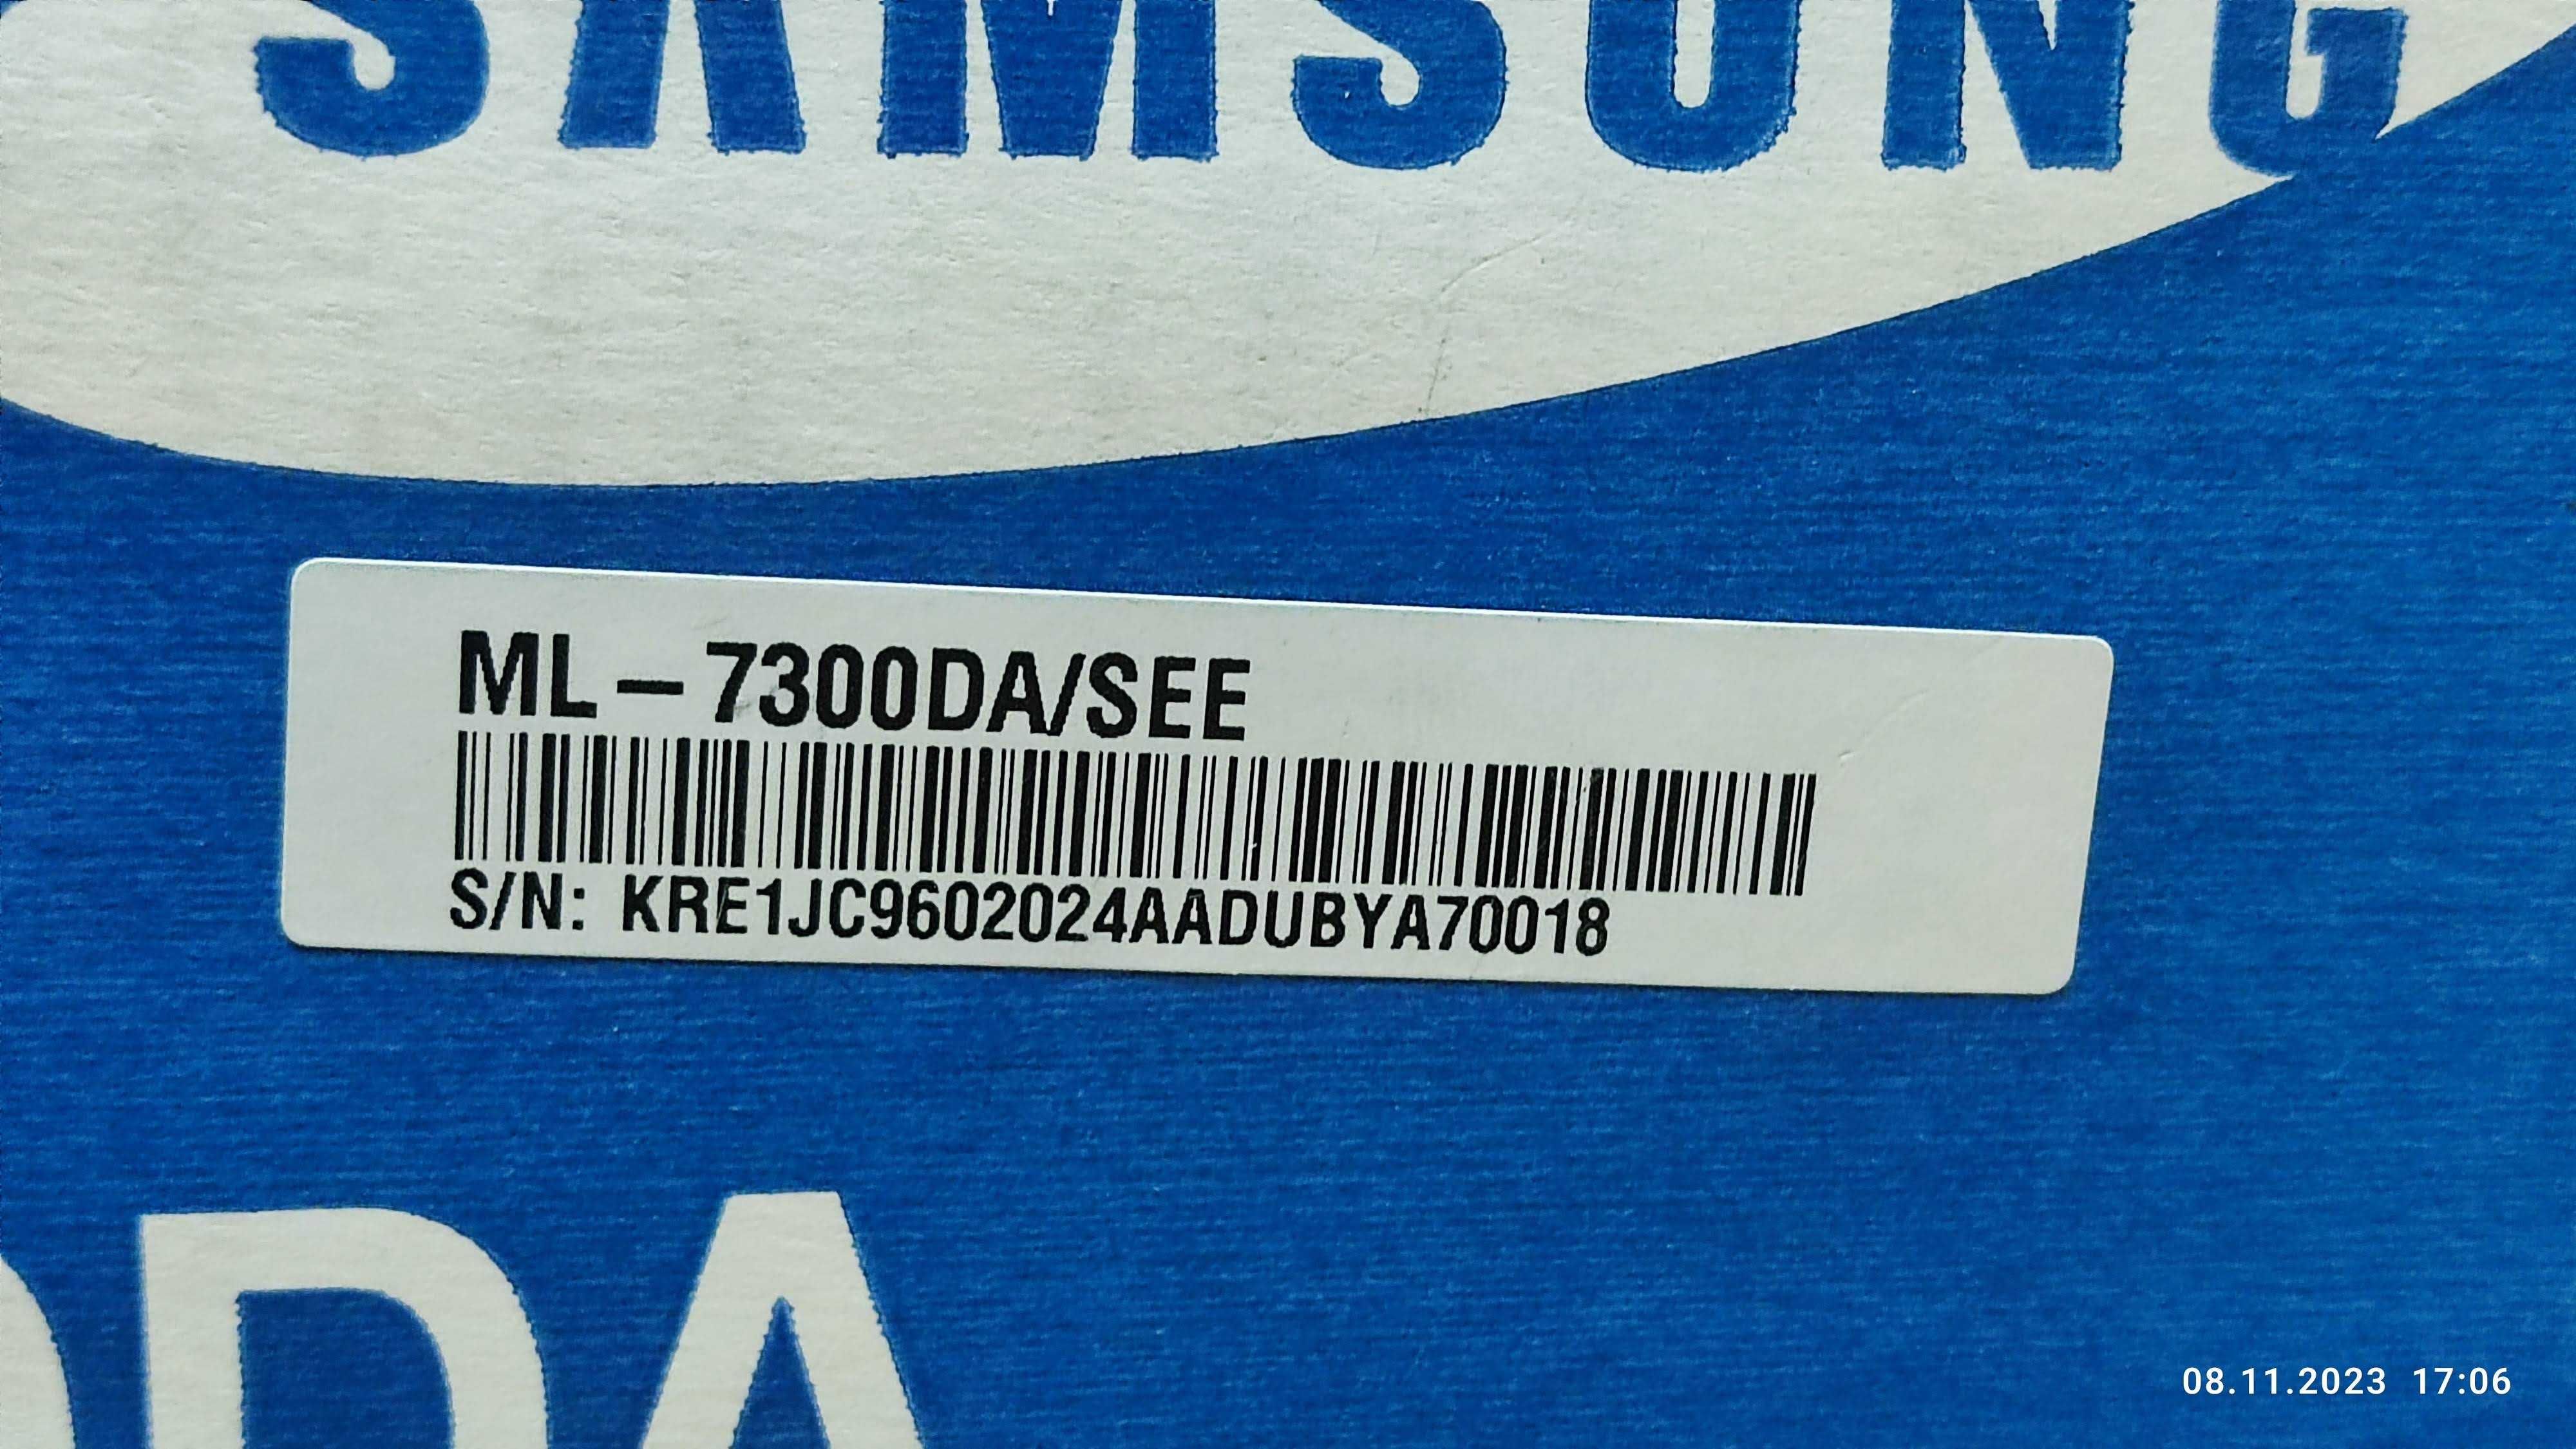 SAMSUNG
ML-7300DA/SEE
S/N: KRE1JC9602024AADUBYA70018
DA
08.11.2023 17:06